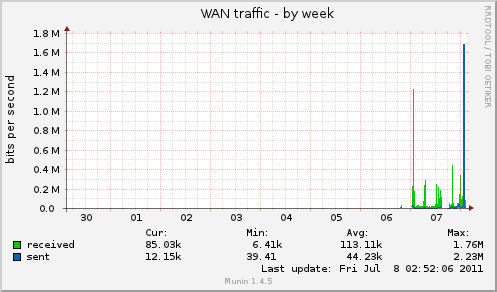 WAN traffic - by week
RRDTOOL / TOBI OETIKER
bits per second
1.8 M
1.6 M
1.4 M
1.2 M
1.0 M
0.8 M
0.6 M
0.4 M
0.2 M
0.0
30 01 02 03 04 05 06 07
Cur: Min: Avg: Max:
received 85.03k 6.41k 113.11k 1.76M
sent 12.15k 39.41 44.23k 2.23M
Last update: Fri Jul 8 02:52:06 2011
Munin 1.4.5